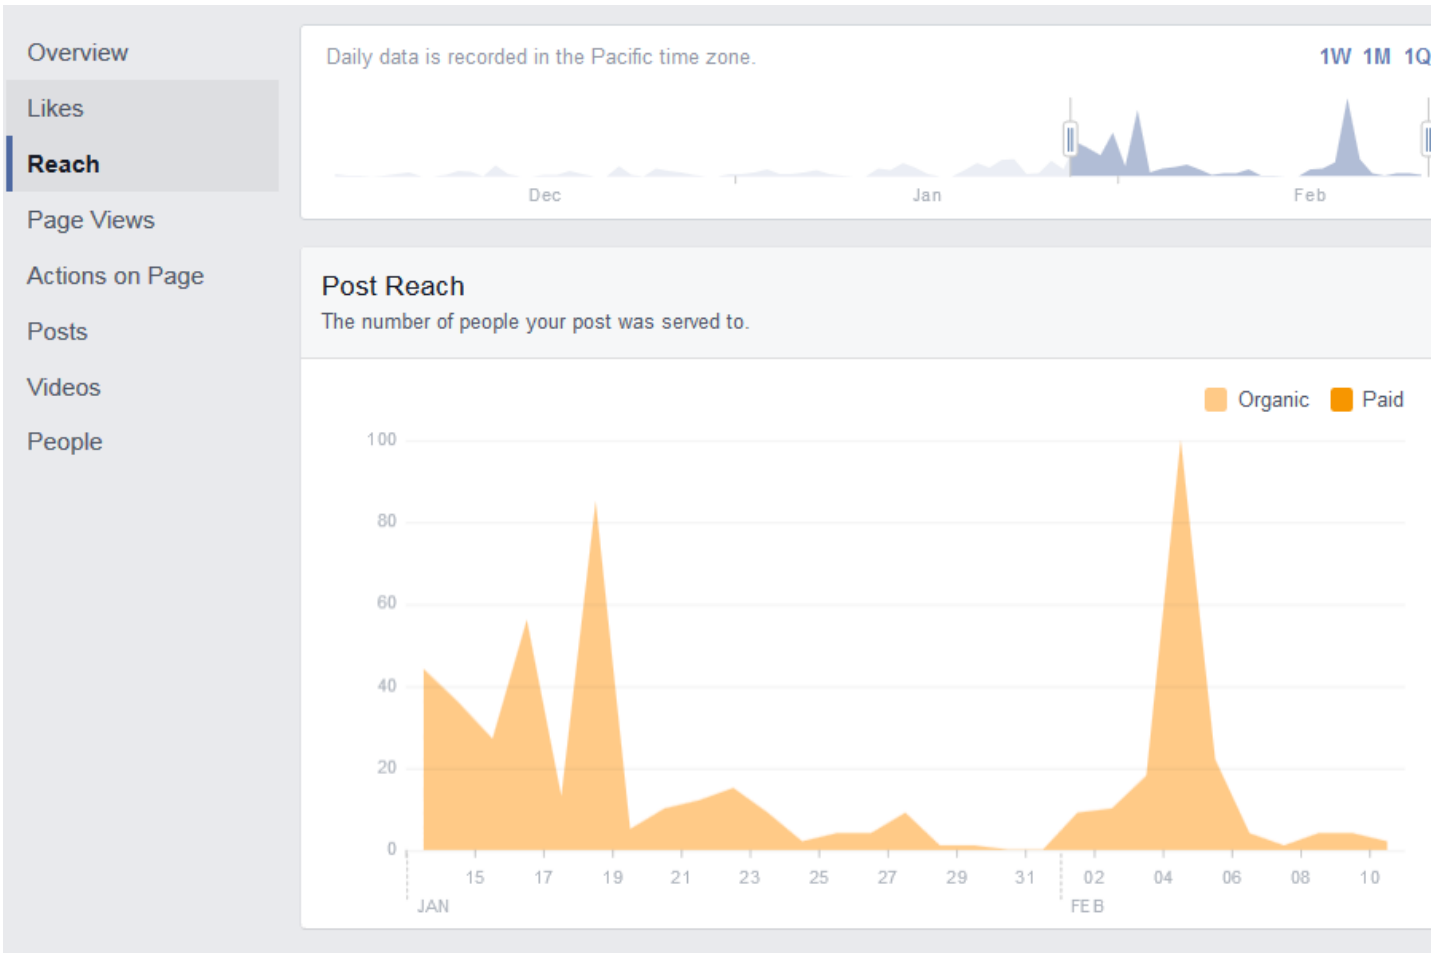 Overview
Likes
Reach
Page Views
Actions on Page
Posts
Videos
People
Daily data is recorded in the Pacific time zone.
1W 1M 1Q
Dec Jan Feb
Post Reach
The number of people your post was served to.
Organic Paid
100
80
60
40
20
0
15 17 19 21 23 25 27 29 31 02 04 06 08 10
JAN FEB